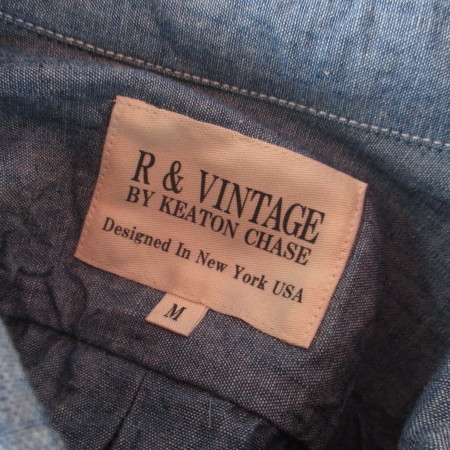 R & VINTAGE
BY KEATON CHASE
Designed In New York USA
M